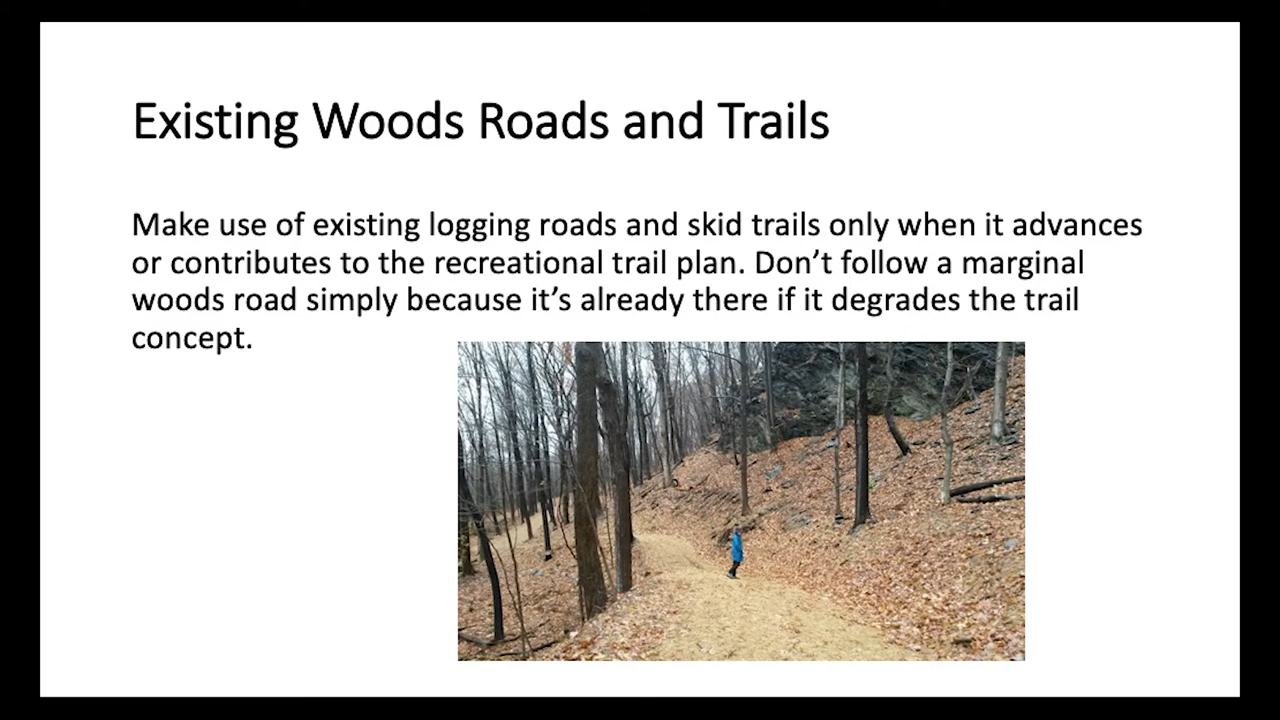 Existing Woods Roads and Trails
Make use of existing logging roads and skid trails only when it advances
or contributes to the recreational trail plan. Don’t follow a marginal
woods road simply because it’s already there if it degrades the trail
concept.